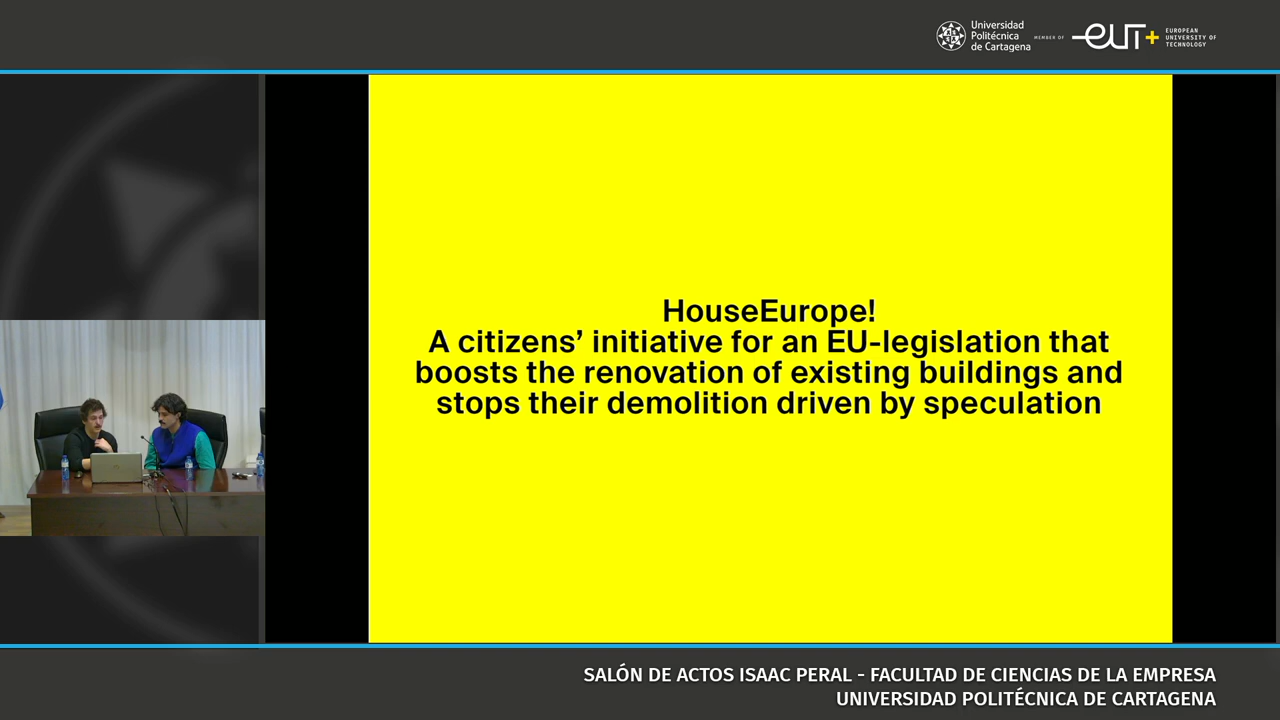 Universidad
Politécnica
de Cartagena
MEMBER OF
EUT+
EUROPEAN
UNIVERSITY OF
TECHNOLOGY
HouseEurope!
A citizens’ initiative for an EU-legislation that
boosts the renovation of existing buildings and
stops their demolition driven by speculation
SALÓN DE ACTOS ISAAC PERAL - FACULTAD DE CIENCIAS DE LA EMPRESA
UNIVERSIDAD POLITÉCNICA DE CARTAGENA